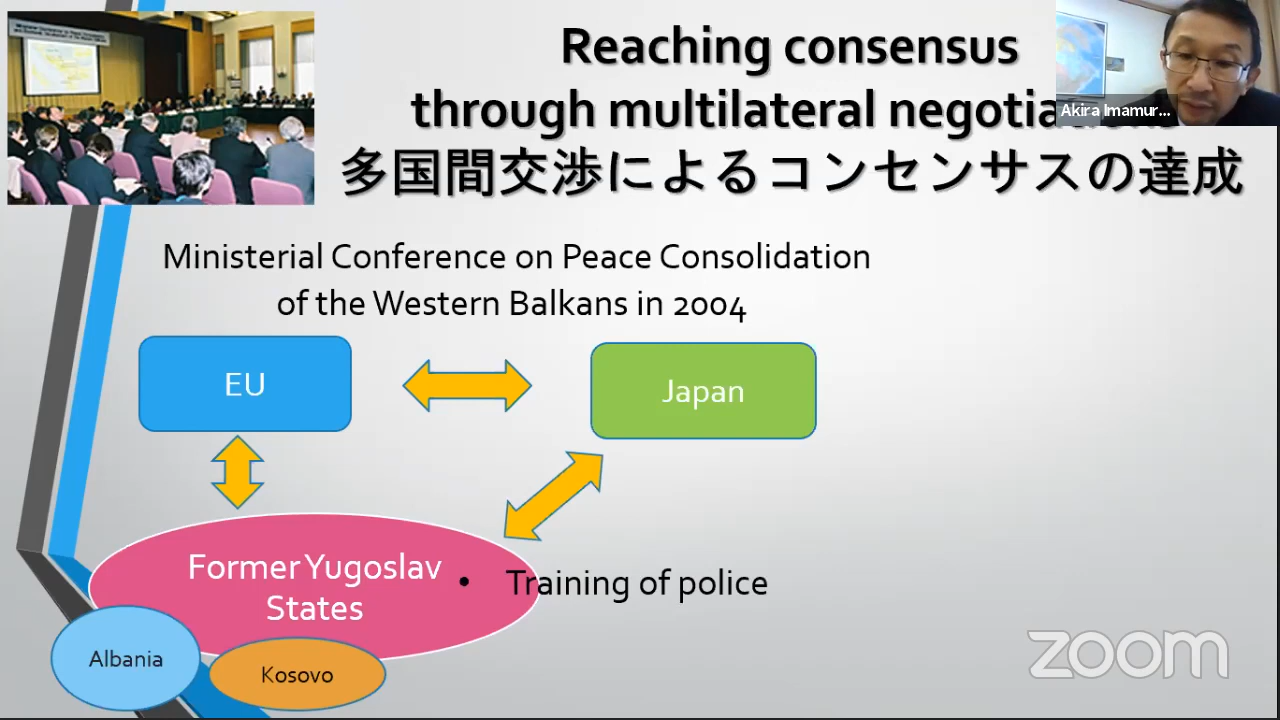 Reaching consensus
through multilateral
多国間交渉によるコンセンサスの達成
Akira Imamur...
Ministerial Conference on Peace Consolidation
of the Western Balkans in 2004
EU
Japan
Former Yugoslav
States
• Training of police
Albania
Kosovo
zoom